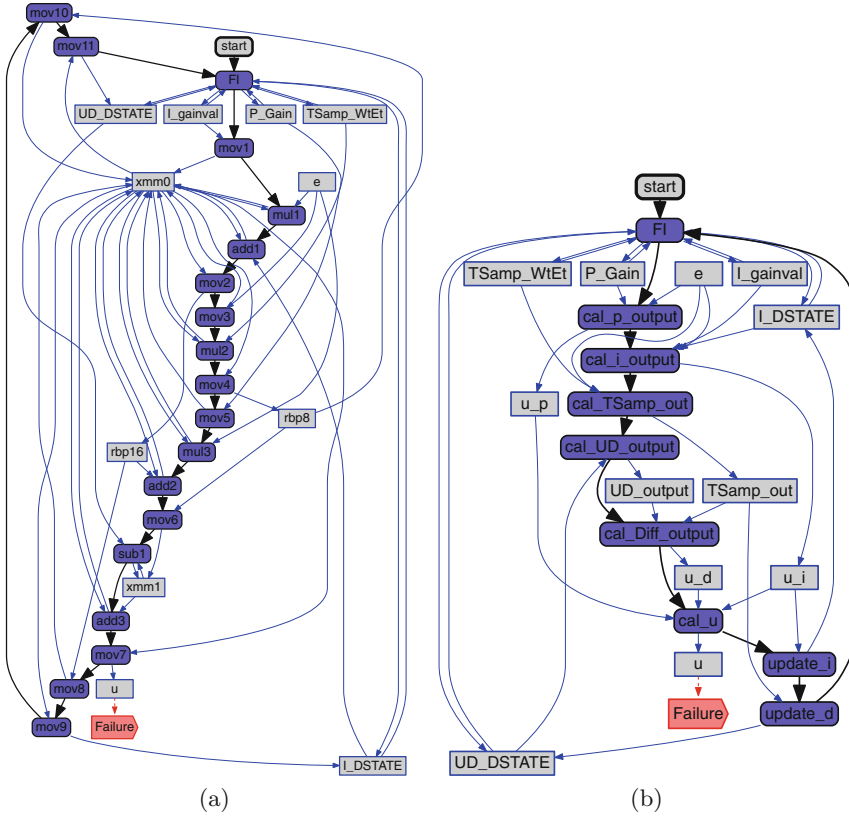 mov10
mov11
start
FI
UD_DSTATE
I_gainval
P_Gain
TSamp_WtEt
mov1
xmm0
e
mul1
add1
mov2
mov3
mul2
mov4
mov5
rbp8
rbp16
mul3
add2
mov6
sub1
xmm1
add3
mov7
mov8
u
mov9
Failure
I_DSTATE
(a)
start
FI
TSamp_WtEt
P_Gain
e
I_gainval
cal_p_output
I_DSTATE
cal_i_output
u_p
cal_TSamp_out
cal_UD_output
UD_output
TSamp_out
cal_Diff_output
u_d
u_i
cal_u
u
update_i
Failure
update_d
UD_DSTATE
(b)